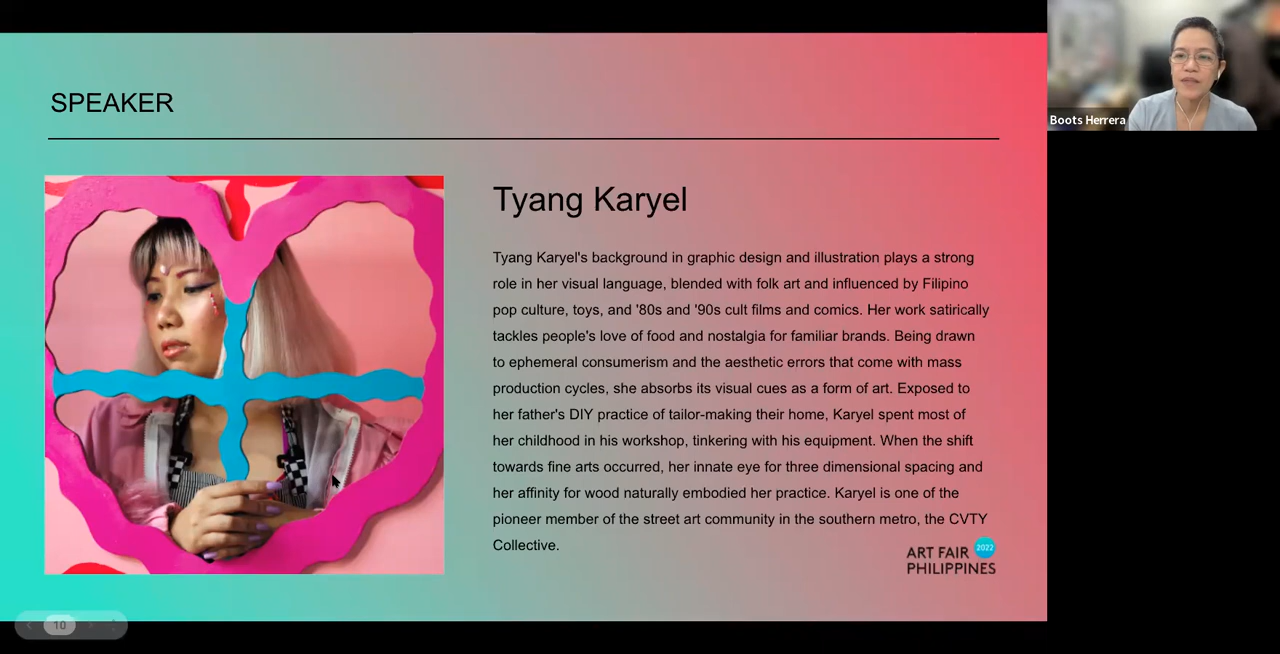 SPEAKER
Tyang Karyel
Tyang Karyel's background in graphic design and illustration plays a strong
role in her visual language, blended with folk art and influenced by Filipino
pop culture, toys, and '80s and '90s cult films and comics. Her work satirically
tackles people's love of food and nostalgia for familiar brands. Being drawn
to ephemeral consumerism and the aesthetic errors that come with mass
production cycles, she absorbs its visual cues as a form of art. Exposed to
her father's DIY practice of tailor-making their home, Karyel spent most of
her childhood in his workshop, tinkering with his equipment. When the shift
towards fine arts occurred, her innate eye for three dimensional spacing and
her affinity for wood naturally embodied her practice. Karyel is one of the
pioneer member of the street art community in the southern metro, the CVTY
Collective.
ART FAIR 2022
PHILIPPINES
10
Boots Herrera